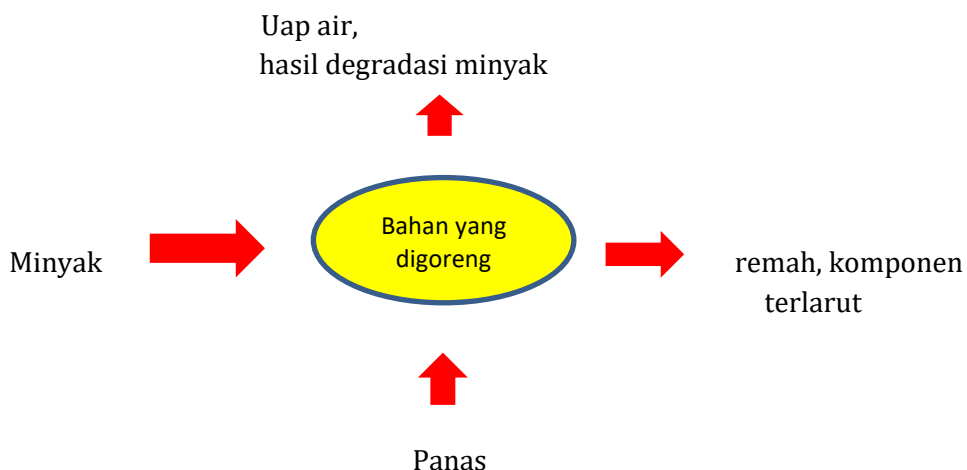 Uap air,
hasil degradasi minyak
Bahan yang
digoreng
Minyak
remah, komponen
terlarut
Panas